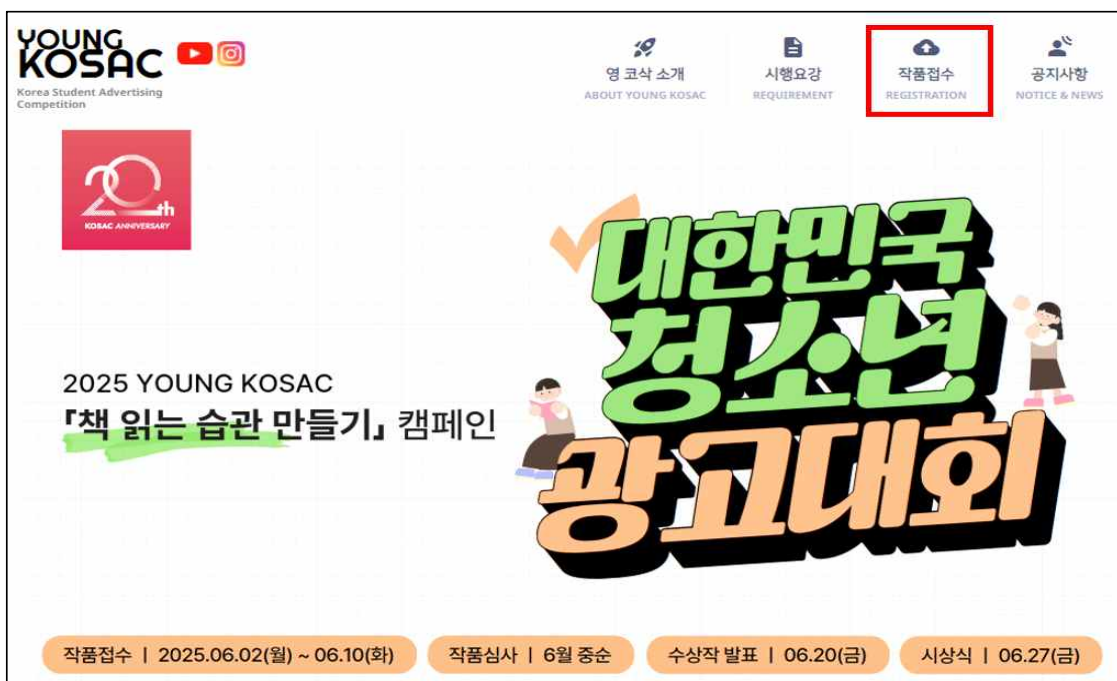 YOUNG
KOSAC
Korea Student Advertising
Competition
영 코삭 소개
ABOUT YOUNG KOSAC
시행요강
REQUIREMENT
작품접수
REGISTRATION
공지사항
NOTICE & NEWS
20th
KOSAC ANNIVERSARY
대한민국
청소년
광고대회
2025 YOUNG KOSAC
「책 읽는 습관 만들기」 캠페인
작품접수 | 2025.06.02(월) ~ 06.10(화)
작품심사 | 6월 중순
수상작 발표 | 06.20(금)
시상식 | 06.27(금)